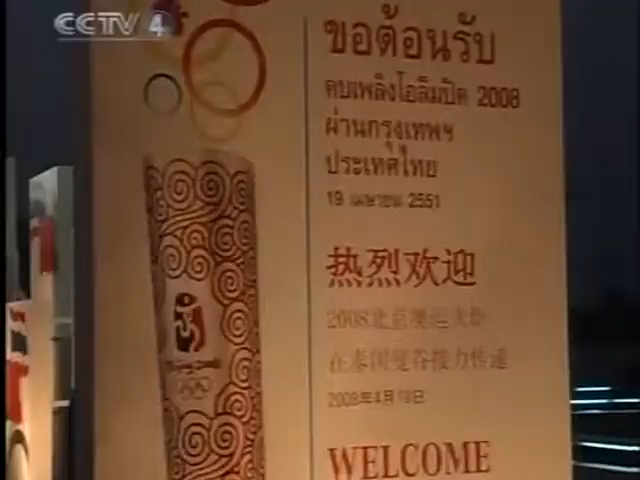 CCTV 4
ขอต้อนรับ
คบเพลิงโอลิมปิค 2008
ผ่านกรุงเทพฯ
ประเทศไทย
19 เมษายน 2551
热烈欢迎
2008北京奥运火炬
在泰国曼谷接力传递
2008年4月19日
WELCOME